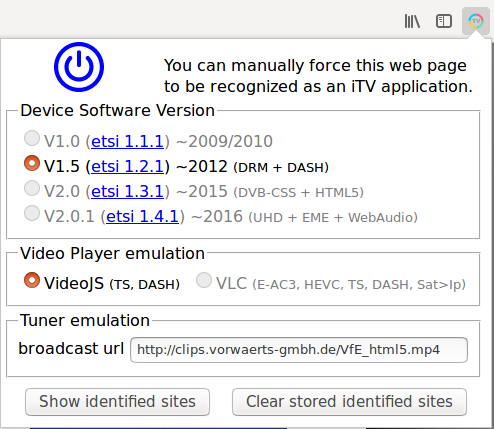 TV
You can manually force this web page
to be recognized as an iTV application.
Device Software Version
V1.0 (etsi 1.1.1) ~2009/2010
V1.5 (etsi 1.2.1) ~2012 (DRM + DASH)
V2.0 (etsi 1.3.1) ~2015 (DVB-CSS + HTML5)
V2.0.1 (etsi 1.4.1) ~2016 (UHD + EME + WebAudio)
Video Player emulation
VideoJS (TS, DASH) VLC (E-AC3, HEVC, TS, DASH, Sat>Ip)
Tuner emulation
broadcast url http://clips.vorwaerts-gmbh.de/VfE_html5.mp4
Show identified sites Clear stored identified sites